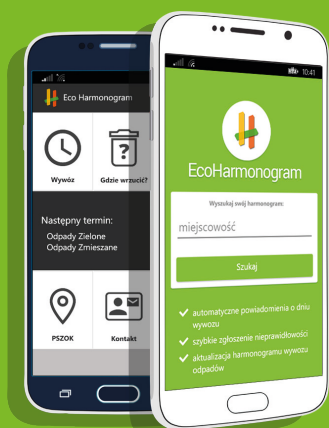 Eco Harmonogram
Wywóz
Gdzie wrzucić?
Następny termin:
Odpady Zielone
Odpady Zmieszane
PSZOK
Kontakt
10:41
EcoHarmonogram
Wyszukaj swój harmonogram:
miejscowość
Szukaj
automatyczne powiadomienia o dniu
wywozu
szybkie zgłoszenie nieprawidłowości
aktualizacja harmonogramu wywozu
odpadów